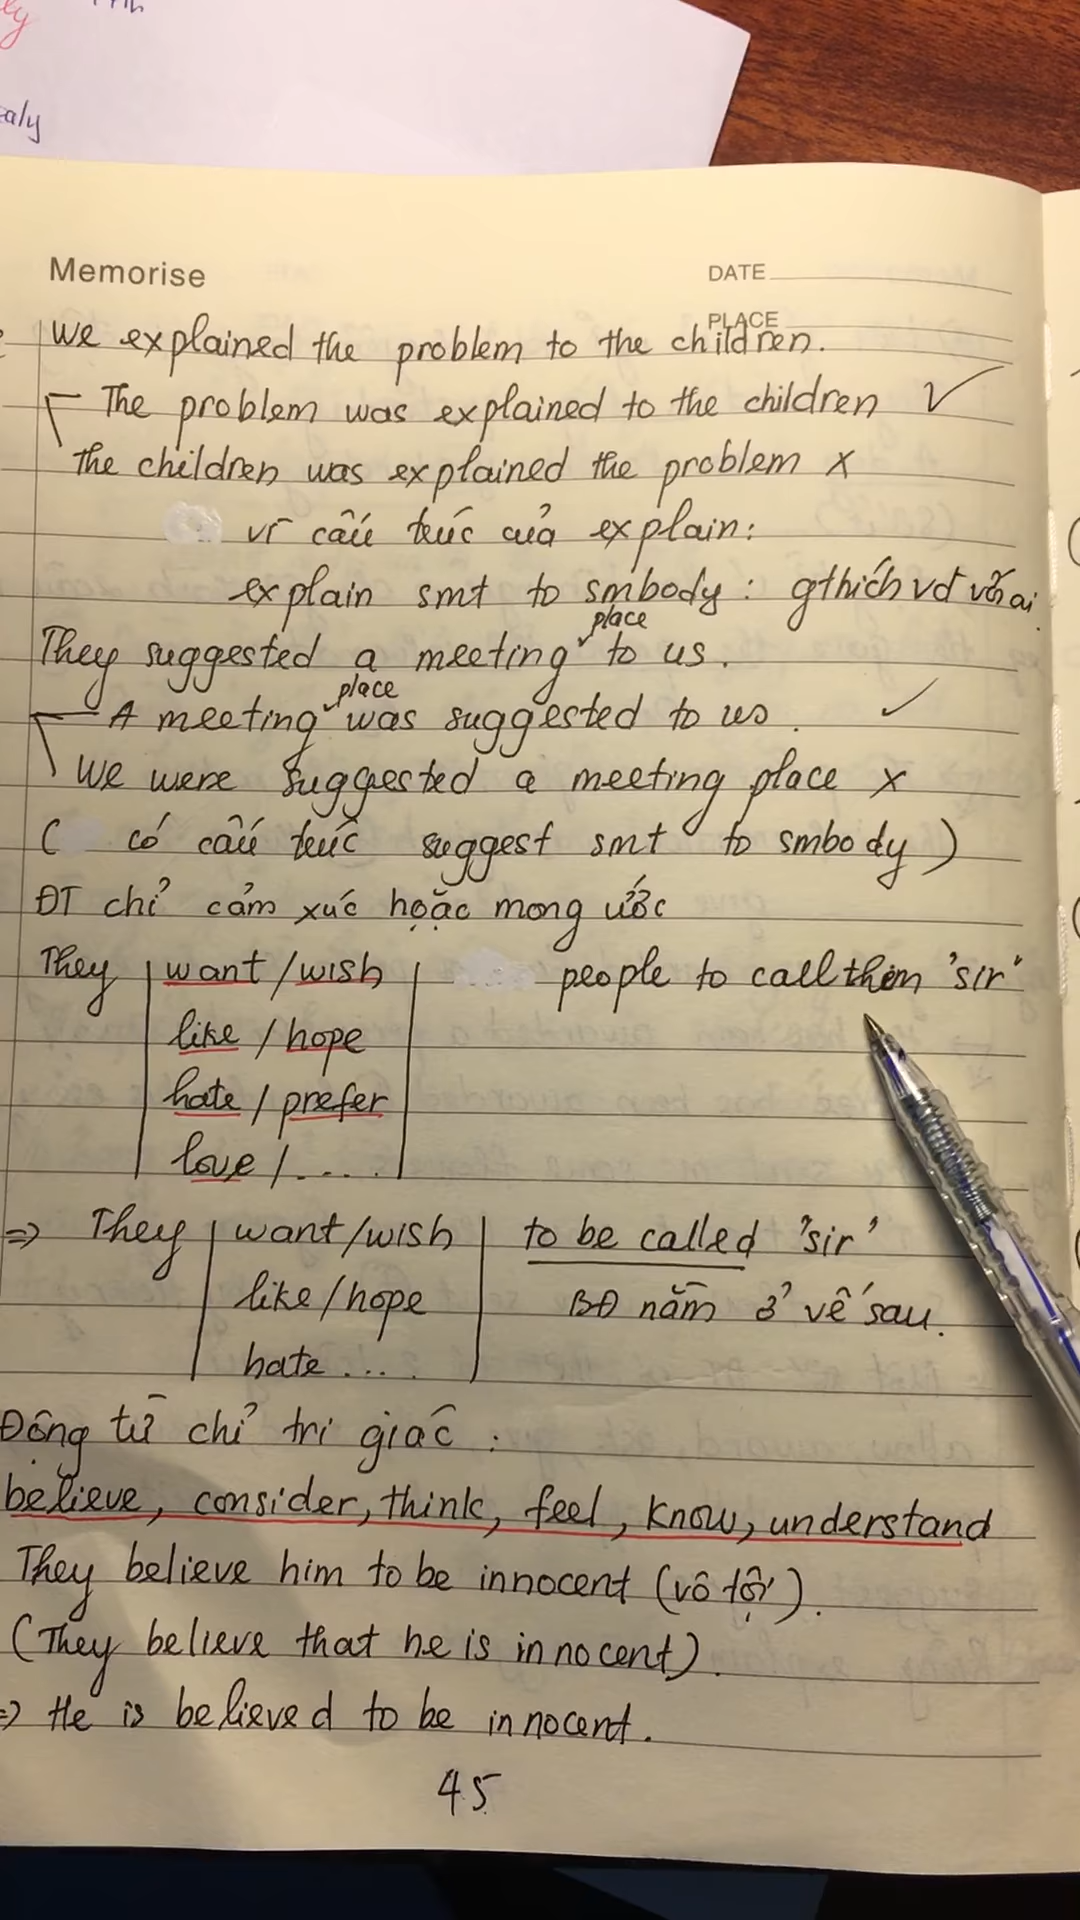 ealy
Memorise
DATE
PLACE
We explained the problem to the children.
The problem was explained to the children ✓
The children was explained the problem x
vì cấu trúc của explain:
explain smt to smbody: gthích vđ với ai.
place
They suggested a meeting ˅ to us.
place
A meeting ˅ was suggested to us. ✓
We were suggested a meeting place x
( có cấu trúc suggest smt to smbody )
ĐT chỉ cảm xúc hoặc mong ước
They | want / wish | people to call them 'sir'
like / hope
hate / prefer
love / ....
=> They | want/wish | to be called 'sir'
like/hope BĐ nằm ở vế sau.
hate ...
Động từ chỉ tri giác :
believe, consider, think, feel, know, understand
They believe him to be innocent (vô tội).
(They believe that he is innocent).
=> He is believed to be innocent.
45